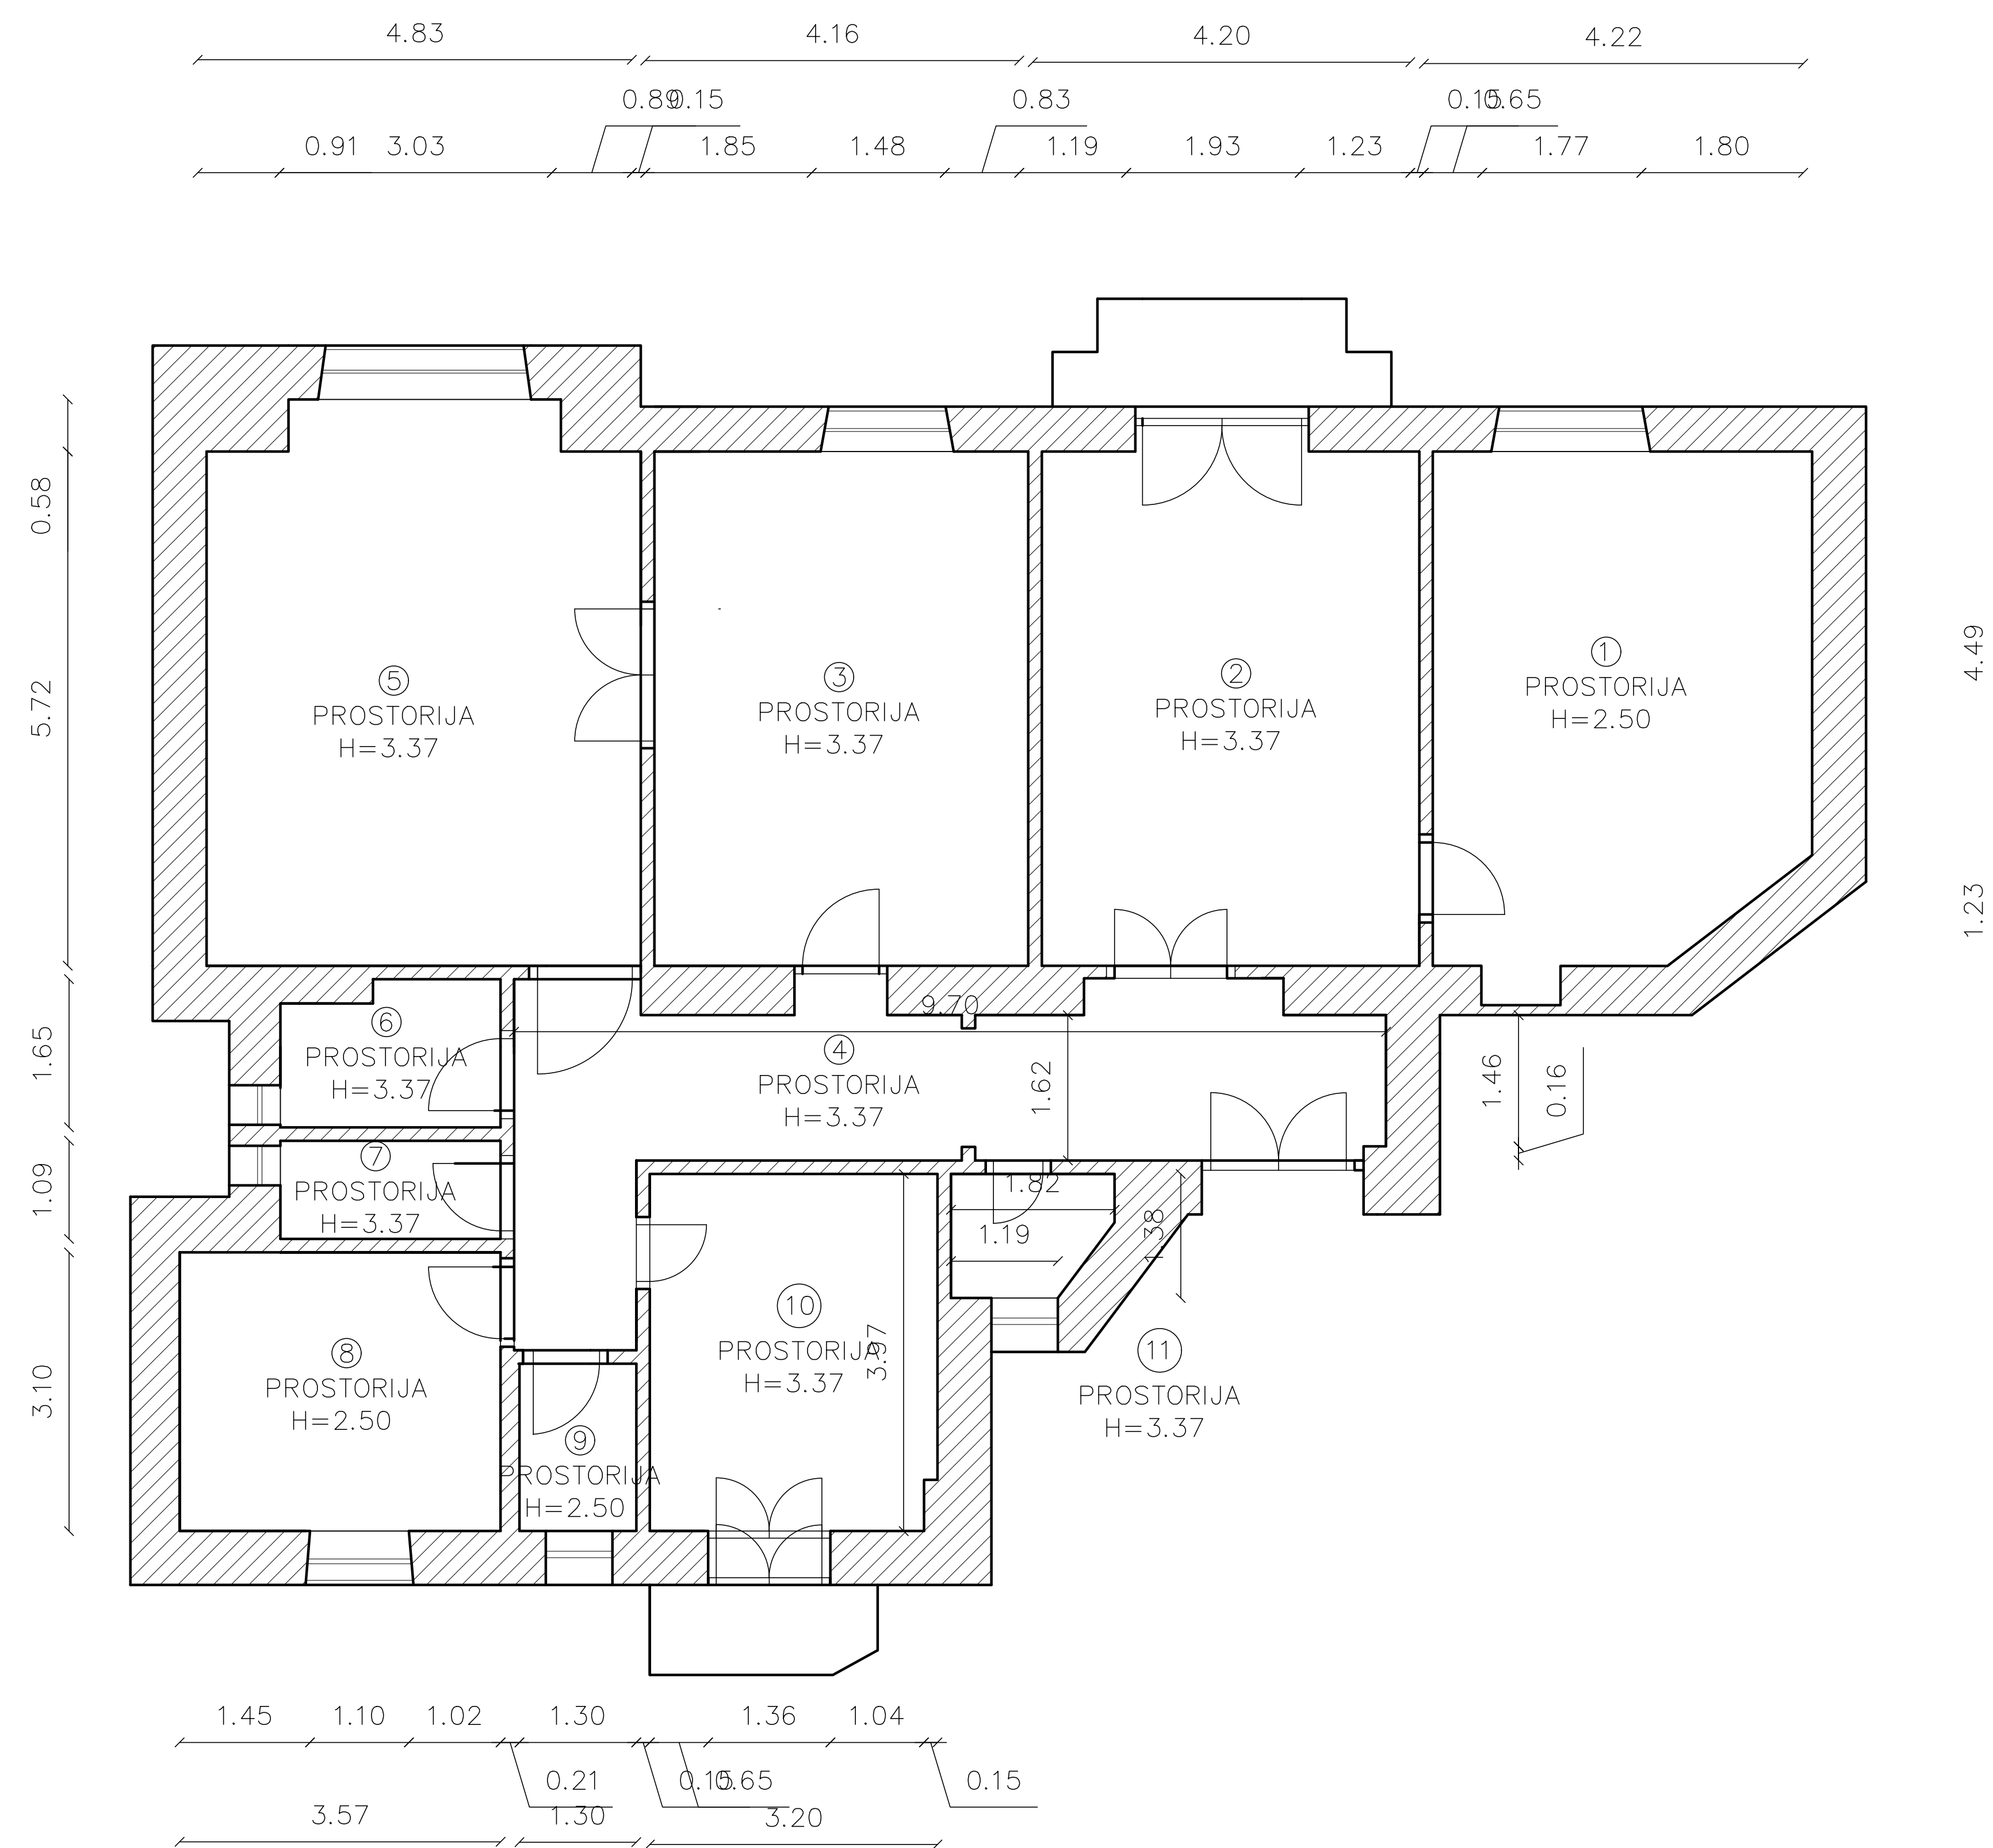 4.83 4.16 4.20 4.22
0.89 0.15 0.83 0.15 0.65
0.91 3.03 1.85 1.48 1.19 1.93 1.23 1.77 1.80
0.58
5.72
1.65
1.09
3.10
4.49
1.23
5
PROSTORIJA
H=3.37
3
PROSTORIJA
H=3.37
2
PROSTORIJA
H=3.37
1
PROSTORIJA
H=2.50
9.70
6
PROSTORIJA
H=3.37
4
PROSTORIJA
H=3.37
1.62
1.46
0.16
7
PROSTORIJA
H=3.37
1.82
1.19
1.38
8
PROSTORIJA
H=2.50
10
PROSTORIJA
H=3.37
3.97
11
PROSTORIJA
H=3.37
9
PROSTORIJA
H=2.50
1.45 1.10 1.02 1.30 1.36 1.04
0.21 0.15 0.65 0.15
3.57 1.30 3.20